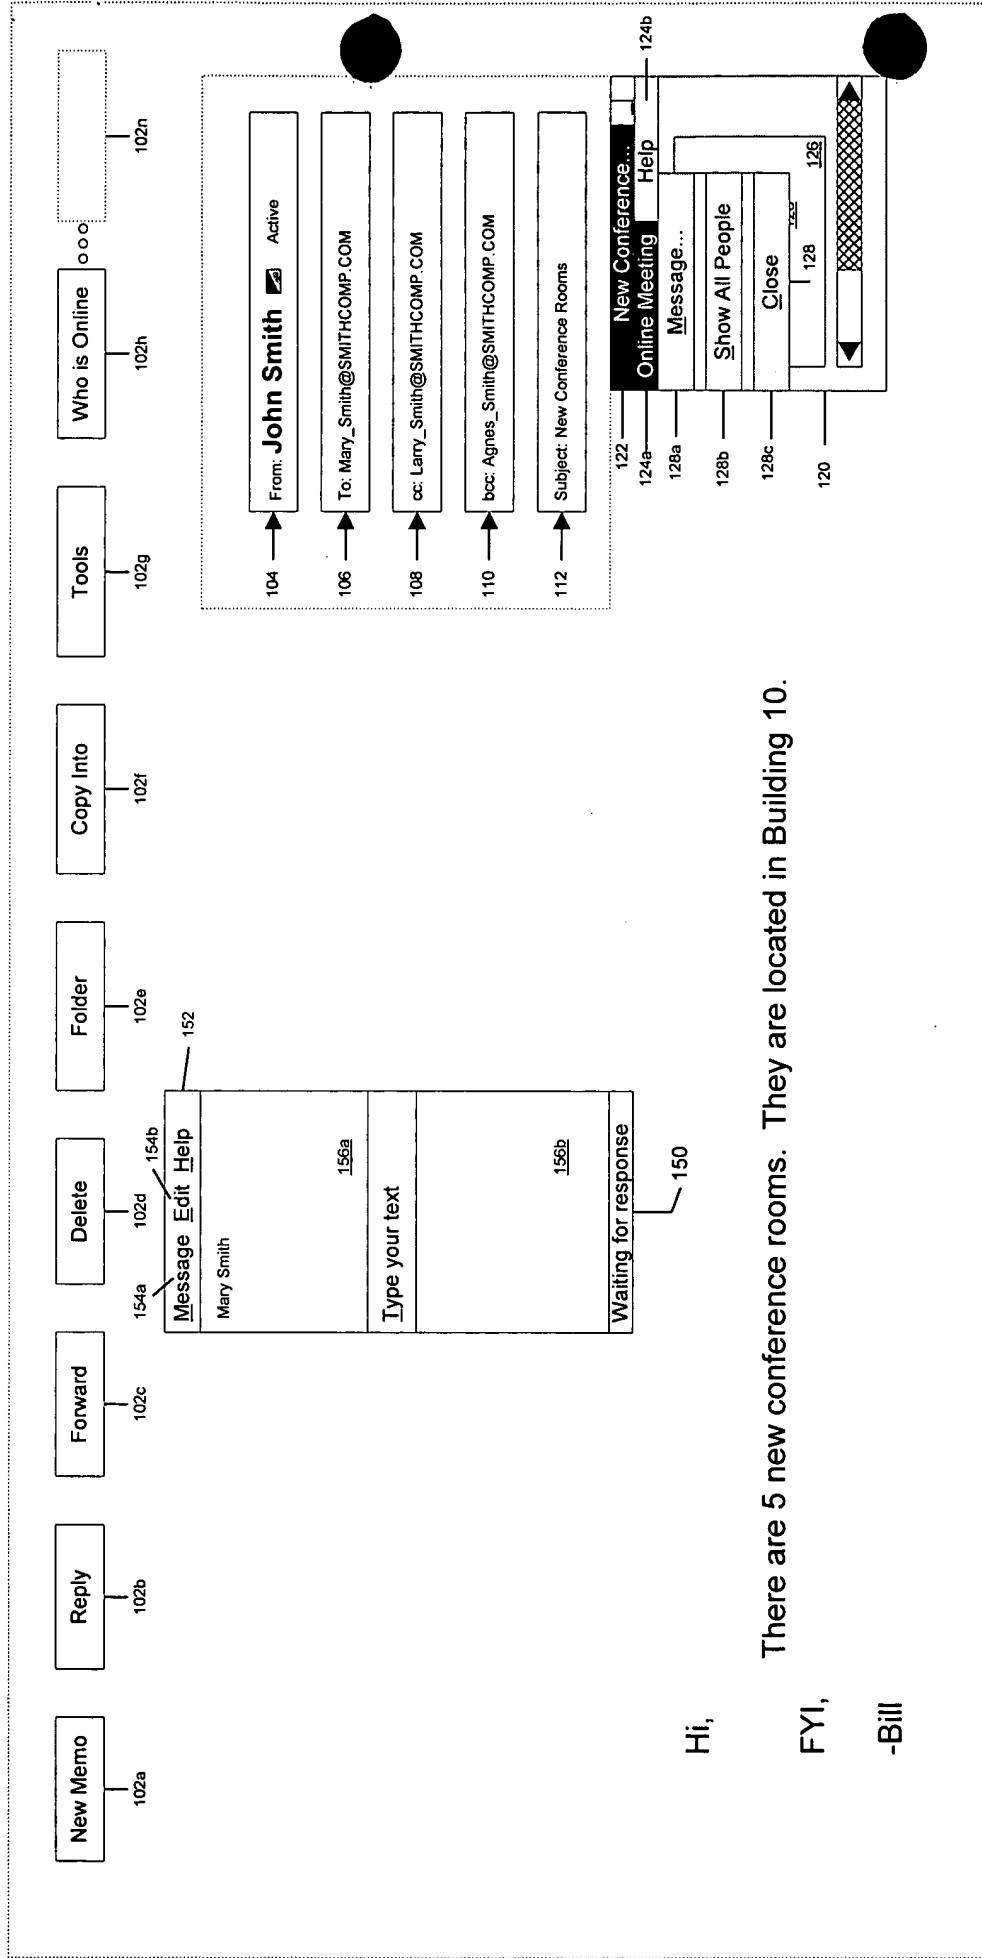 New Memo
Reply
Forward
Delete
Folder
Copy Into
Tools
Who is Online
102a
102b
102c
102d
102e
102f
102g
102h
102n
154a
154b
152
Message Edit Help
Mary Smith
156a
Type your text
156b
Waiting for response
150
104
From: John Smith Active
106
To: Mary_Smith@SMITHCOMP.COM
108
cc: Larry_Smith@SMITHCOMP.COM
110
bcc: Agnes_Smith@SMITHCOMP.COM
112
Subject: New Conference Rooms
122
New Conference...
124a
Online Meeting
Help
124b
128a
Message...
128b
Show All People
128c
Close
128
126
120
Hi,
There are 5 new conference rooms. They are located in Building 10.
FYI,
-Bill